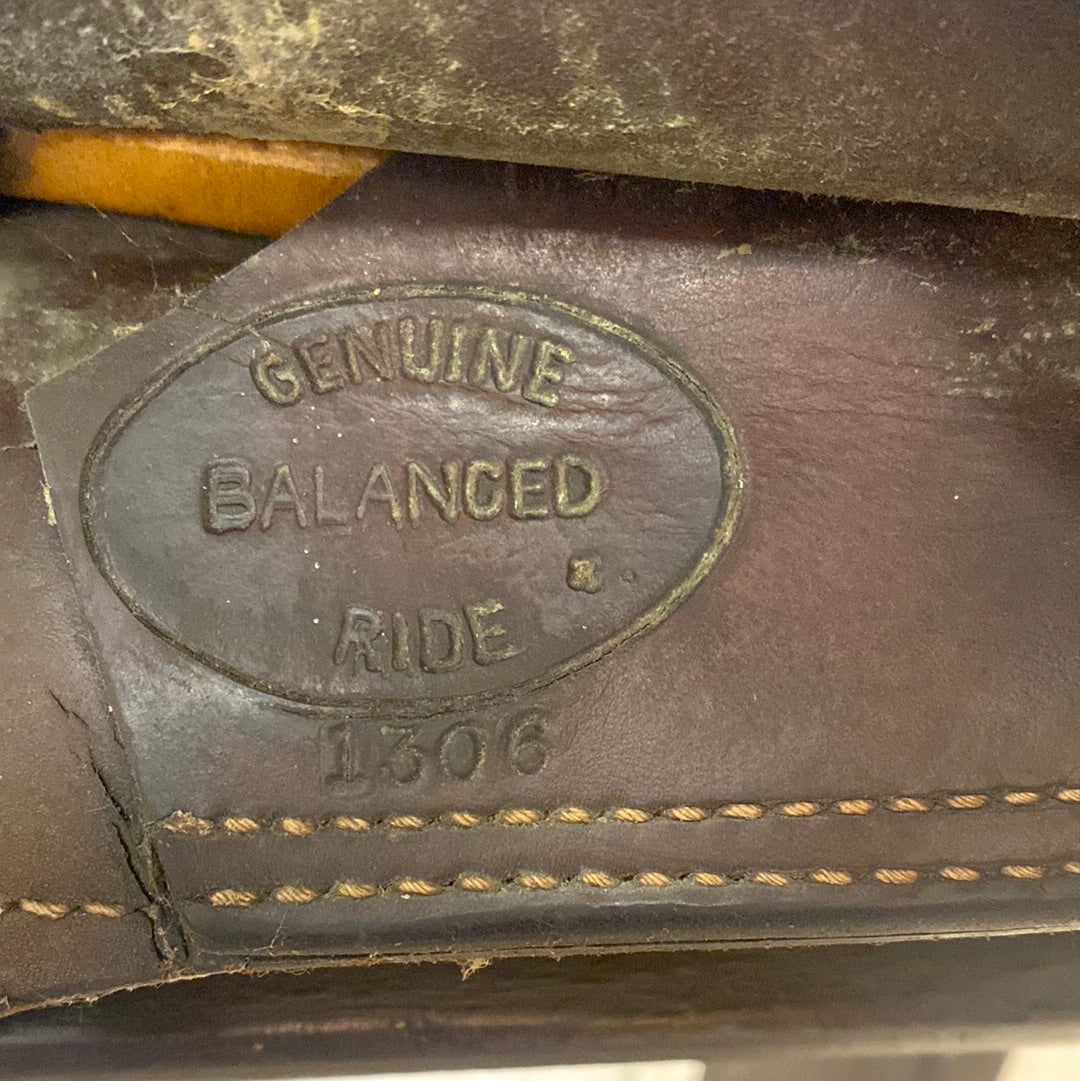 GENUINE
BALANCED
RIDE
1306